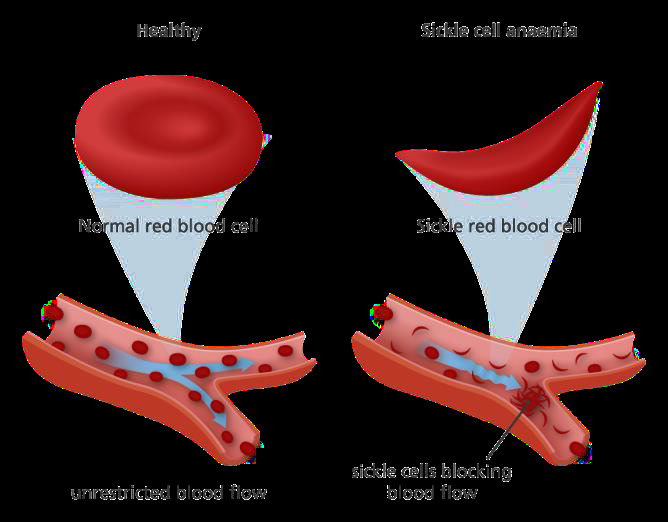 Healthy
Sickle cell anaemia
Normal red blood cell
Sickle red blood cell
unrestricted blood flow
sickle cells blocking
blood flow